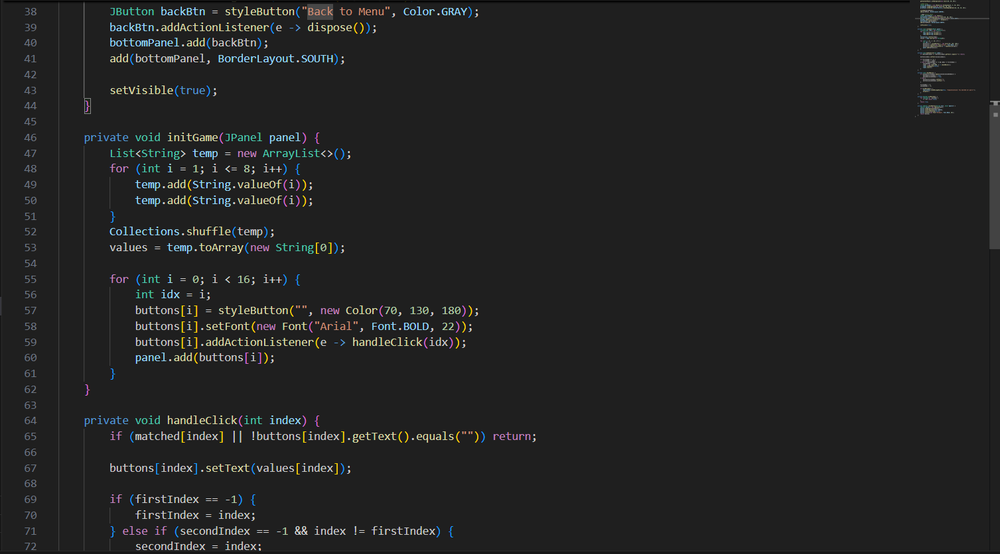 38 JButton backBtn = styleButton("Back to Menu", Color.GRAY);
39 backBtn.addActionListener(e -> dispose());
40 bottomPanel.add(backBtn);
41 add(bottomPanel, BorderLayout.SOUTH);
42
43 setVisible(true);
44 }
45
46 private void initGame(JPanel panel) {
47 List<String> temp = new ArrayList<>();
48 for (int i = 1; i <= 8; i++) {
49 temp.add(String.valueOf(i));
50 temp.add(String.valueOf(i));
51 }
52 Collections.shuffle(temp);
53 values = temp.toArray(new String[0]);
54
55 for (int i = 0; i < 16; i++) {
56 int idx = i;
57 buttons[i] = styleButton("", new Color(70, 130, 180));
58 buttons[i].setFont(new Font("Arial", Font.BOLD, 22));
59 buttons[i].addActionListener(e -> handleClick(idx));
60 panel.add(buttons[i]);
61 }
62 }
63
64 private void handleClick(int index) {
65 if (matched[index] || !buttons[index].getText().equals("")) return;
66
67 buttons[index].setText(values[index]);
68
69 if (firstIndex == -1) {
70 firstIndex = index;
71 } else if (secondIndex == -1 && index != firstIndex) {
72 secondIndex = index;